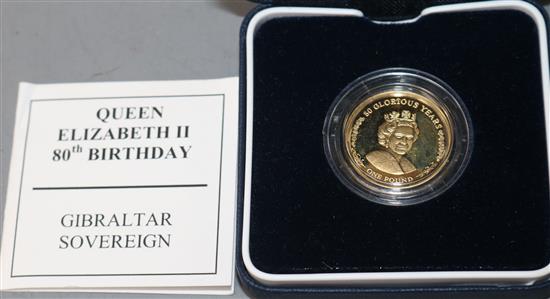 QUEEN
ELIZABETH II
80th BIRTHDAY
GIBRALTAR
SOVEREIGN
80 GLORIOUS YEARS
ONE POUND